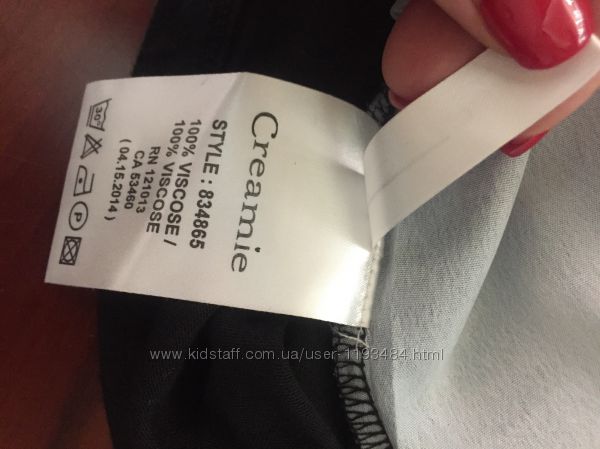 Creamie
STYLE : 834865
100% VISCOSE /
100% VISCOSE
RN 121013
CA 53460
( 04.15.2014 )
30°
P
www.kidstaff.com.ua/user-1193484.html